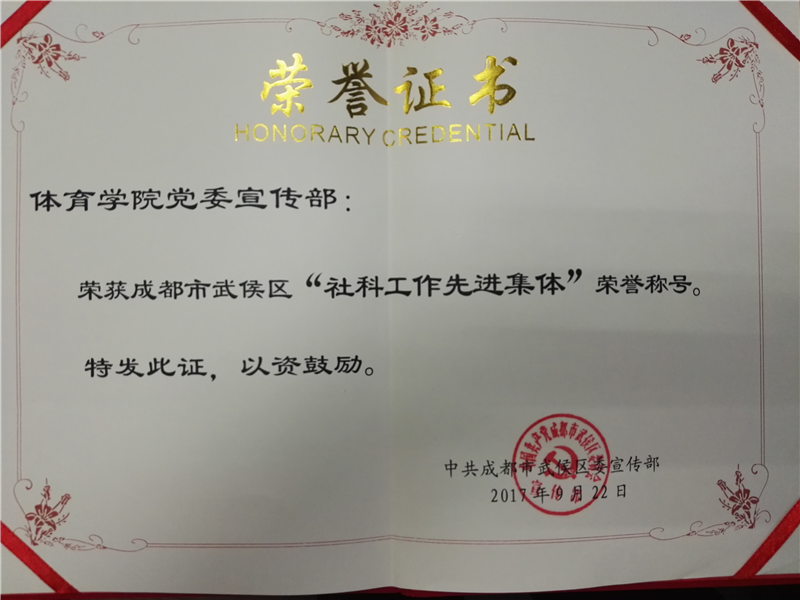 荣誉证书
HONORARY CREDENTIAL
体育学院党委宣传部：
荣获成都市武侯区“社科工作先进集体”荣誉称号。
特发此证，以资鼓励。
中共成都市武侯区委宣传部
2017年9月22日